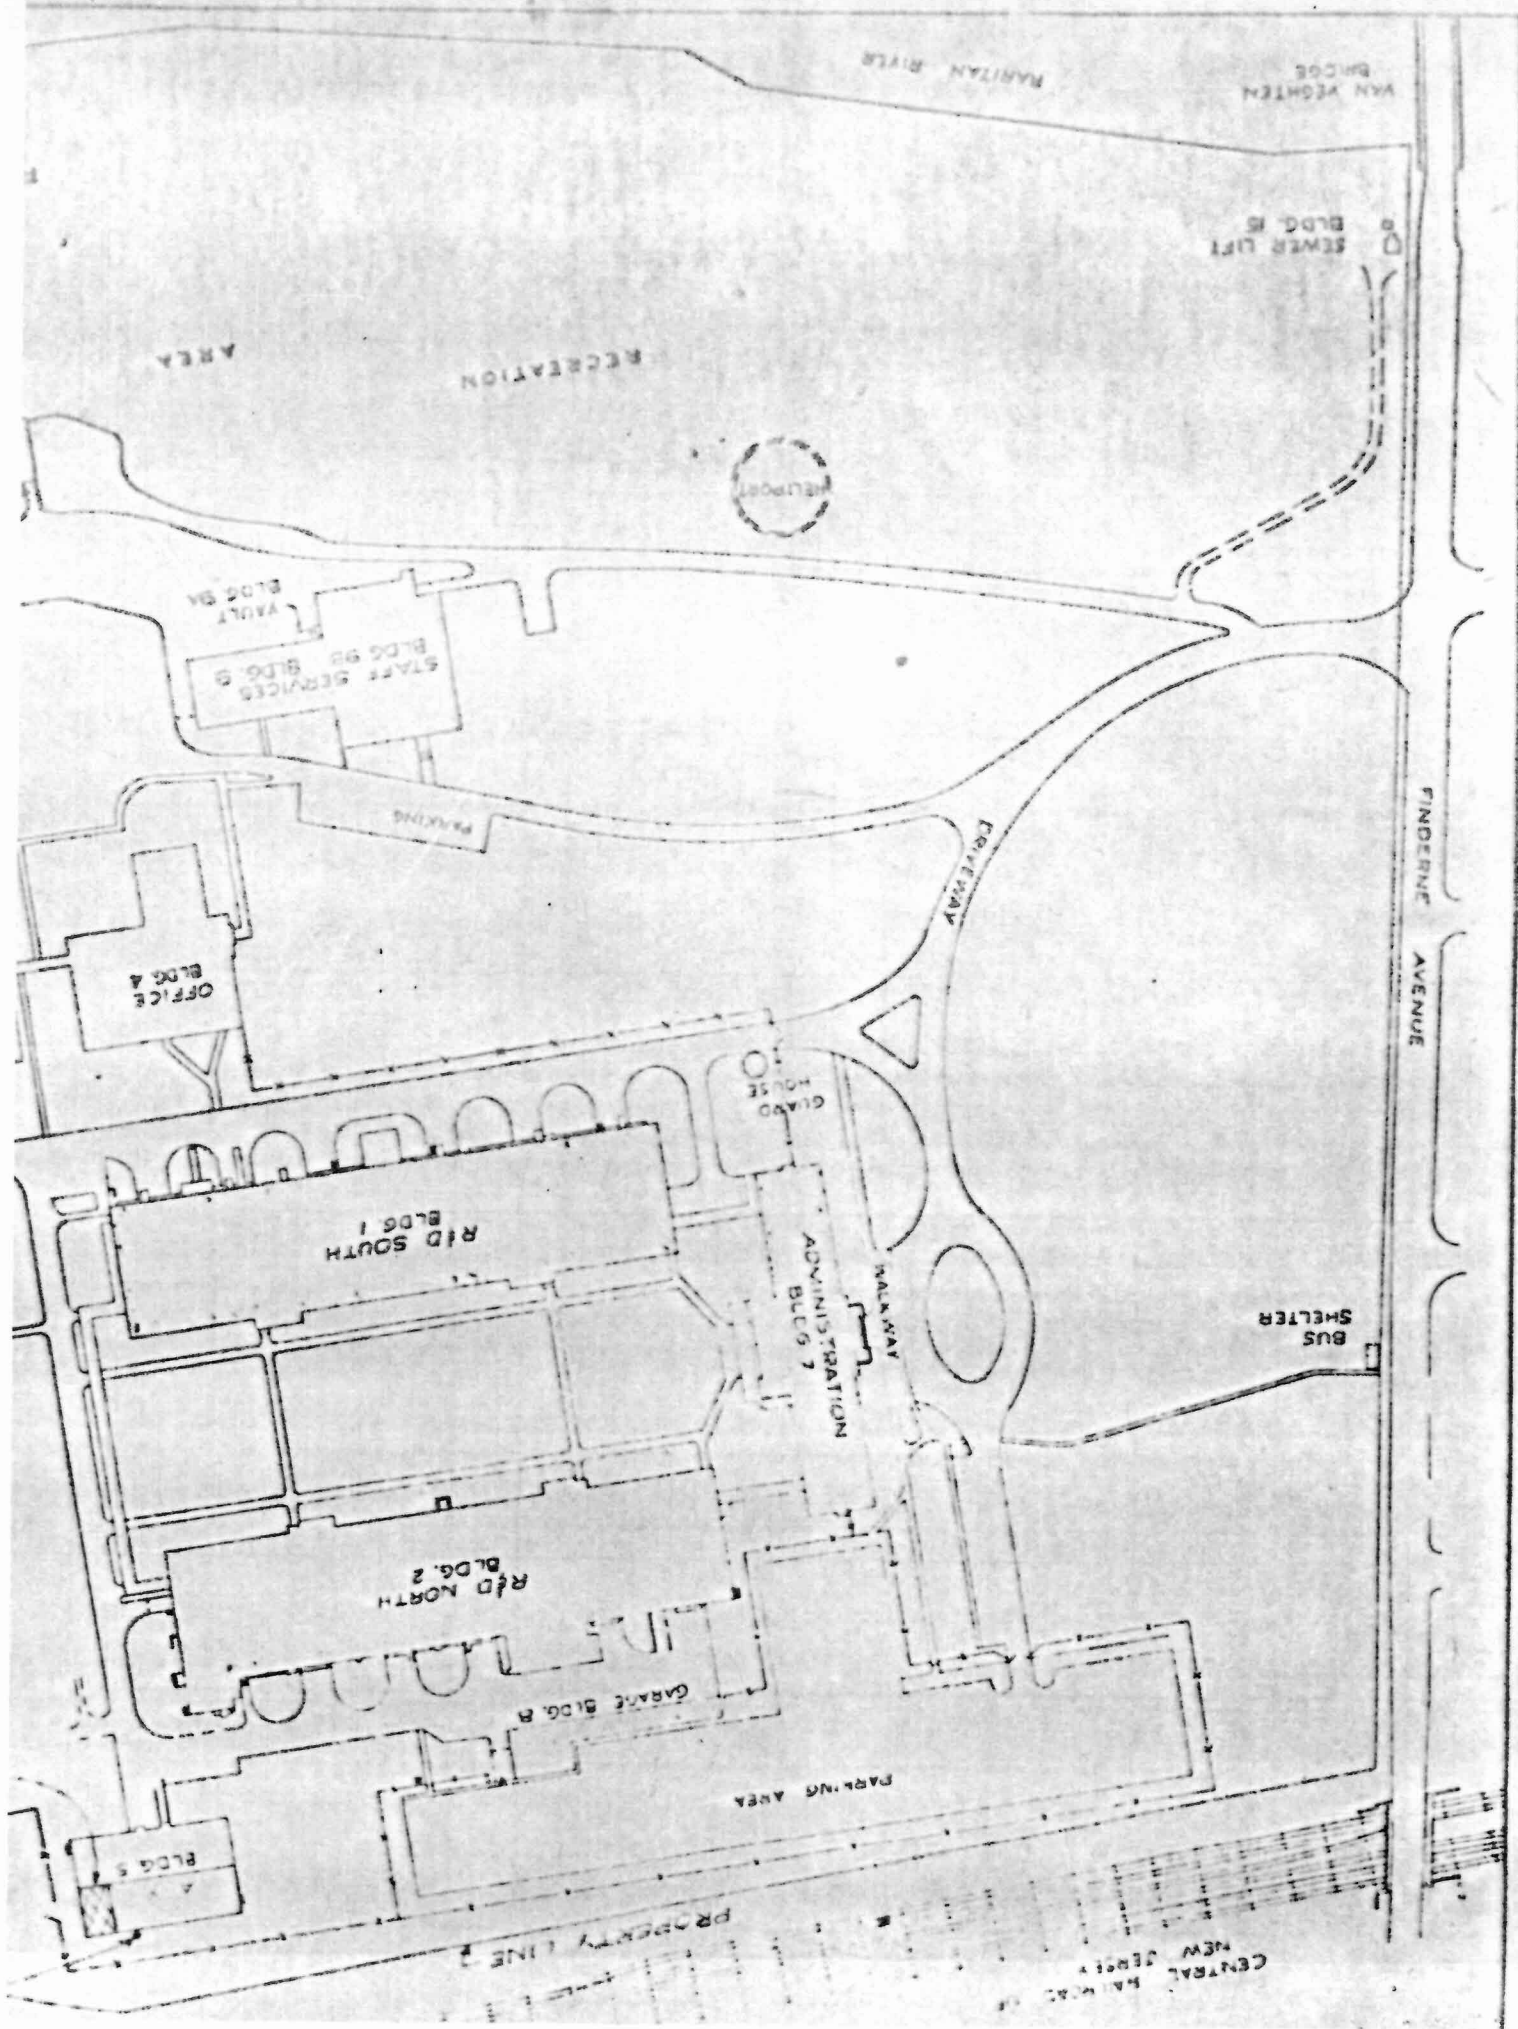 CENTRAL RAILROAD OF
NEW JERSEY
PROPERTY LINE
BLDG 5
PARKING AREA
GARAGE BLDG. 8
R&D NORTH
BLDG. 2
BUS
SHELTER
ADMINISTRATION
BLDG 7
WALKWAY
R&D SOUTH
BLDG. 1
GUARD
HOUSE
OFFICE
BLDG 4
FINDERNE AVENUE
DRIVEWAY
PARKING
STAFF SERVICES
BLDG 9B BLDG. 9
VAULT
BLDG 9A
HELIPORT
RECREATION AREA
SEWER LIFT
BLDG. 15
VAN VEGHTEN
BRIDGE
RARITAN RIVER